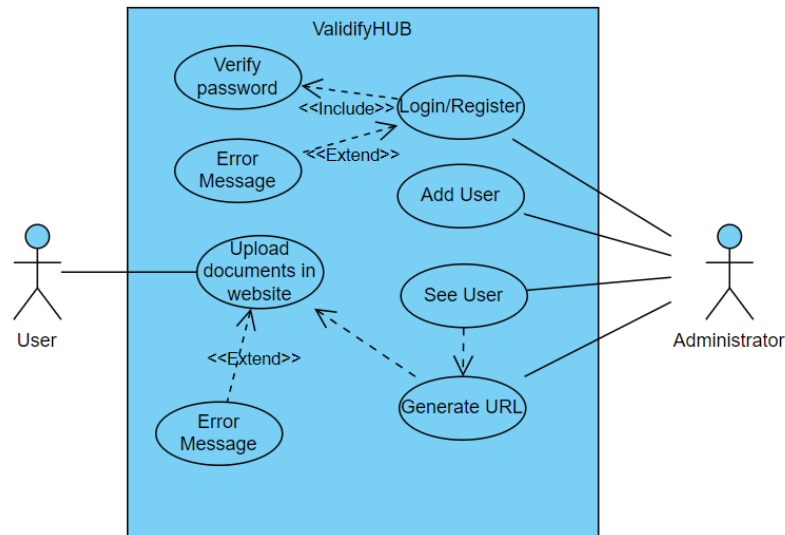 ValidifyHUB
Verify
password
<<Include>>
Login/Register
Error
Message
<<Extend>>
Add User
Upload
documents in
website
See User
User
Administrator
<<Extend>>
Generate URL
Error
Message